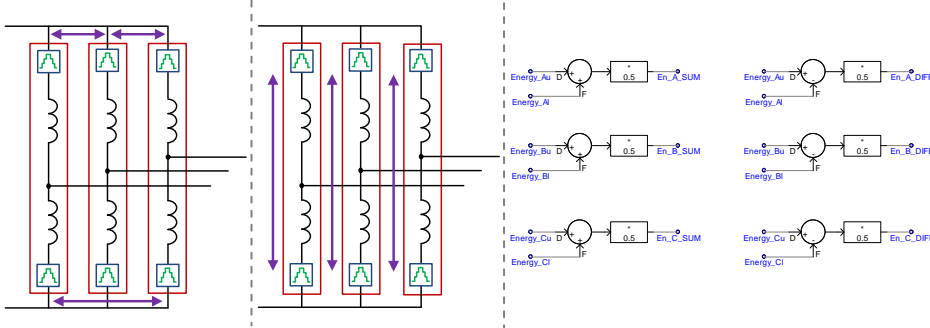 Energy_Au D + + F * 0.5 En_A_SUM
Energy_Al
Energy_Bu D + + F * 0.5 En_B_SUM
Energy_Bl
Energy_Cu D + + F * 0.5 En_C_SUM
Energy_Cl
Energy_Au D + - F * 0.5 En_A_DIFF
Energy_Al
Energy_Bu D + - F * 0.5 En_B_DIFF
Energy_Bl
Energy_Cu D + - F * 0.5 En_C_DIFF
Energy_Cl